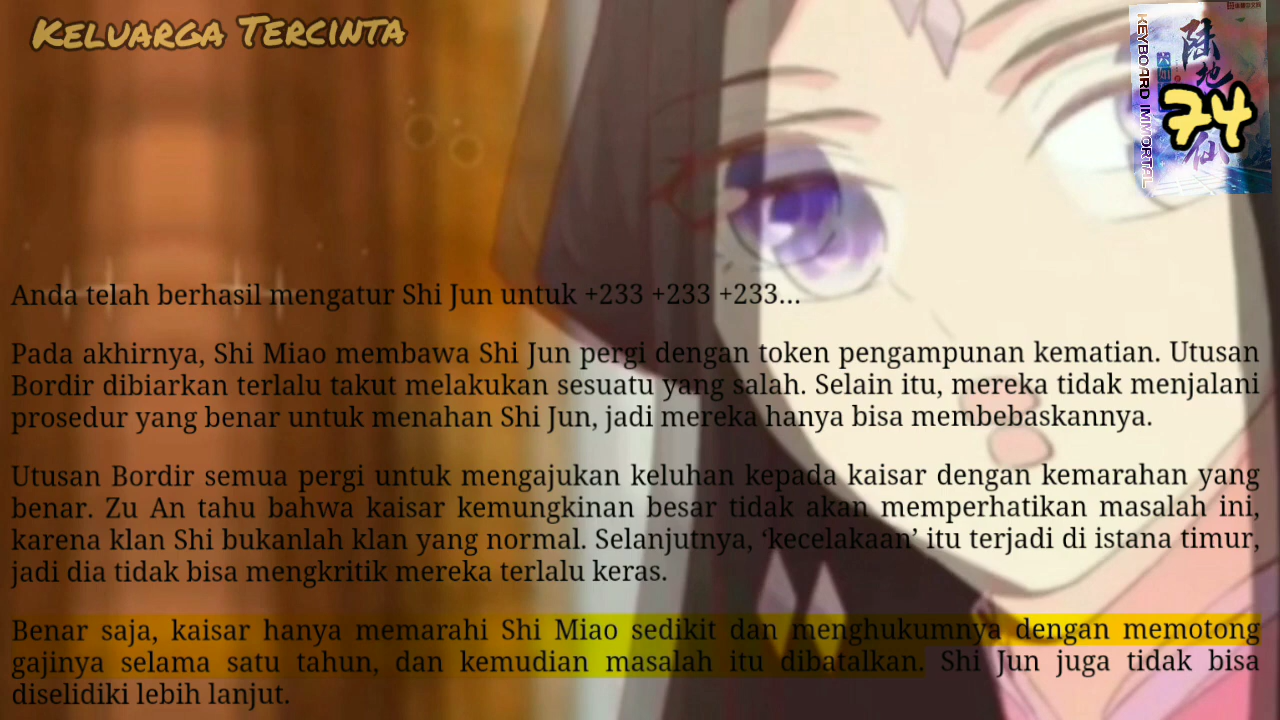 Keluarga Tercinta
KEYBOARD IMMORTAL
陆地
仙
74
Anda telah berhasil mengatur Shi Jun untuk +233 +233 +233...
Pada akhirnya, Shi Miao membawa Shi Jun pergi dengan token pengampunan kematian. Utusan
Bordir dibiarkan terlalu takut melakukan sesuatu yang salah. Selain itu, mereka tidak menjalani
prosedur yang benar untuk menahan Shi Jun, jadi mereka hanya bisa membebaskannya.
Utusan Bordir semua pergi untuk mengajukan keluhan kepada kaisar dengan kemarahan yang
benar. Zu An tahu bahwa kaisar kemungkinan besar tidak akan memperhatikan masalah ini,
karena klan Shi bukanlah klan yang normal. Selanjutnya, ‘kecelakaan’ itu terjadi di istana timur,
jadi dia tidak bisa mengkritik mereka terlalu keras.
Benar saja, kaisar hanya memarahi Shi Miao sedikit dan menghukumnya dengan memotong
gajinya selama satu tahun, dan kemudian masalah itu dibatalkan. Shi Jun juga tidak bisa
diselidiki lebih lanjut.